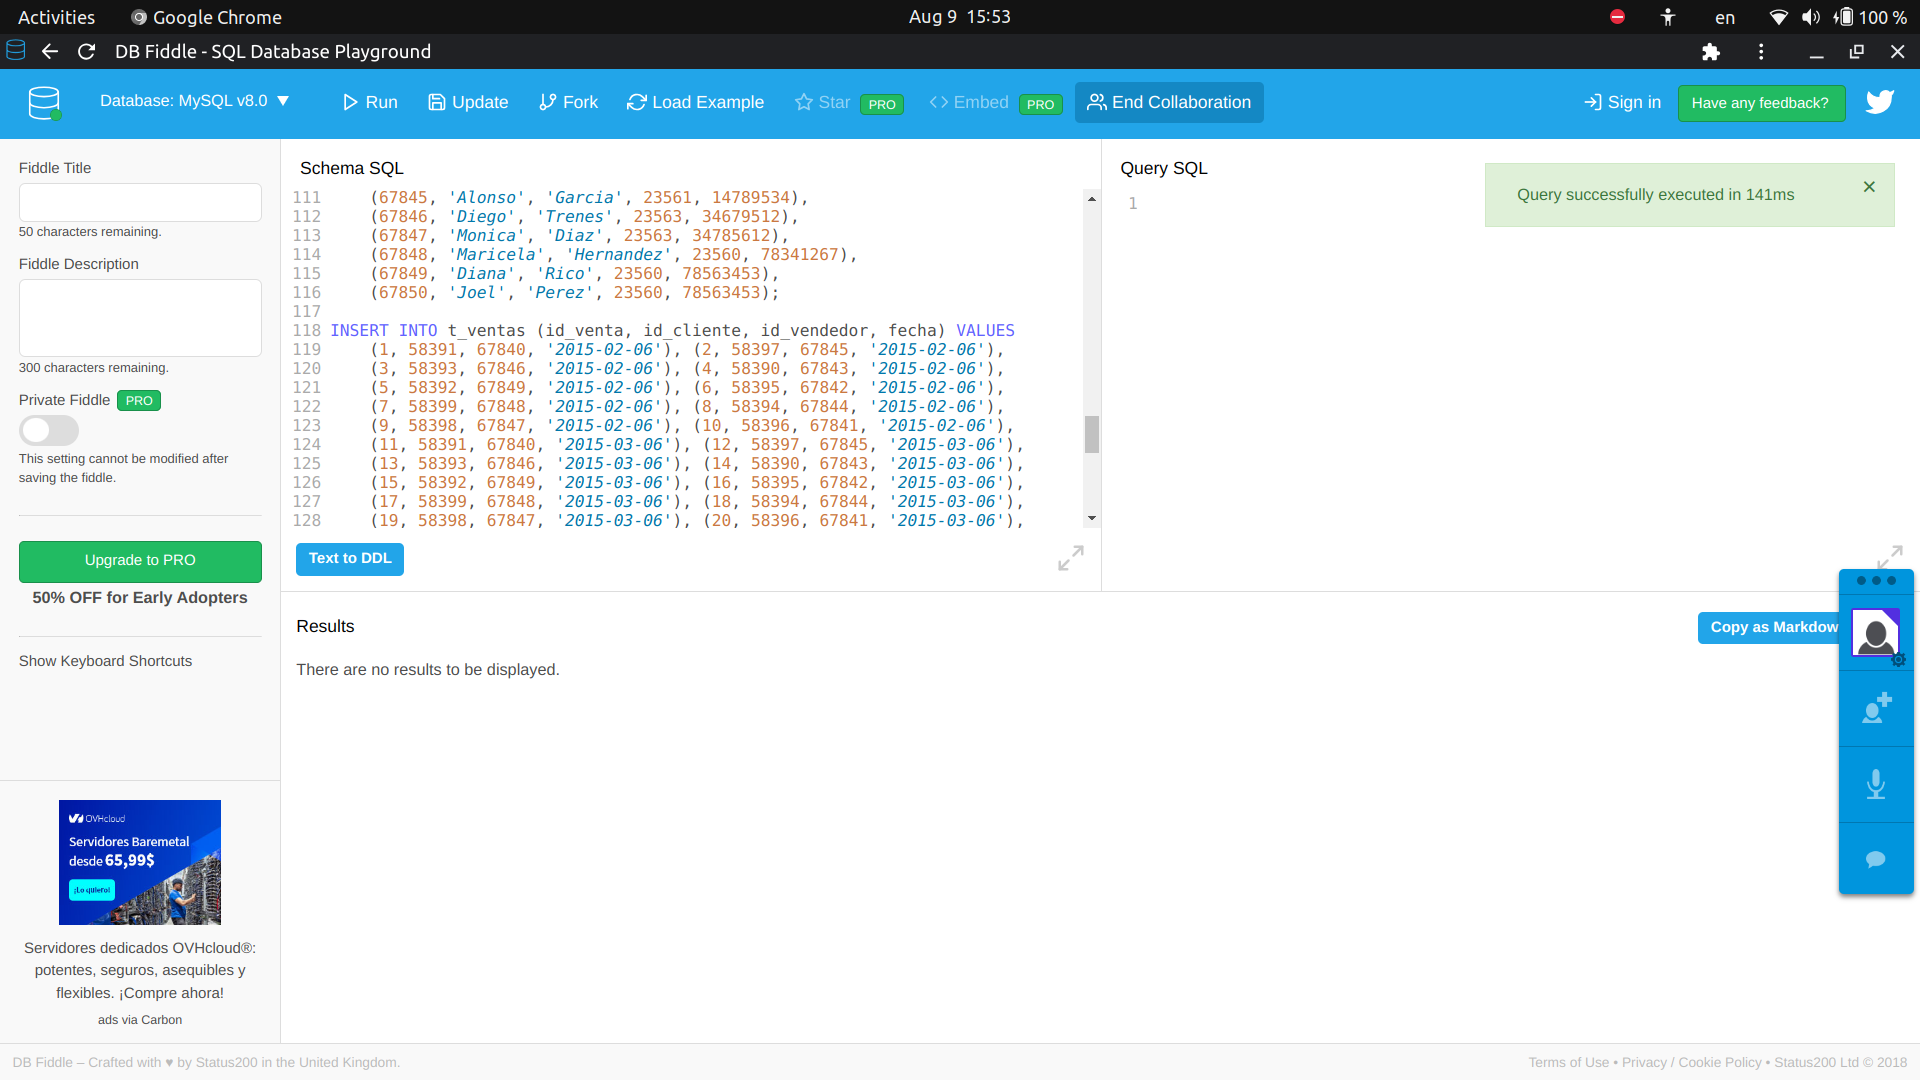 Activities
Google Chrome
Aug 9 15:53
en
100 %
DB Fiddle - SQL Database Playground
Database: MySQL v8.0 ▼
Run
Update
Fork
Load Example
Star PRO
Embed PRO
End Collaboration
Sign in
Have any feedback?
Fiddle Title
50 characters remaining.
Fiddle Description
300 characters remaining.
Private Fiddle PRO
This setting cannot be modified after
saving the fiddle.
Upgrade to PRO
50% OFF for Early Adopters
Show Keyboard Shortcuts
OVHcloud
Servidores Baremetal
desde 65,99$
¡Lo quiero!
Servidores dedicados OVHcloud®:
potentes, seguros, asequibles y
flexibles. ¡Compre ahora!
ads via Carbon
Schema SQL
111 (67845, 'Alonso', 'Garcia', 23561, 14789534),
112 (67846, 'Diego', 'Trenes', 23563, 34679512),
113 (67847, 'Monica', 'Diaz', 23563, 34785612),
114 (67848, 'Maricela', 'Hernandez', 23560, 78341267),
115 (67849, 'Diana', 'Rico', 23560, 78563453),
116 (67850, 'Joel', 'Perez', 23560, 78563453);
117
118 INSERT INTO t_ventas (id_venta, id_cliente, id_vendedor, fecha) VALUES
119 (1, 58391, 67840, '2015-02-06'), (2, 58397, 67845, '2015-02-06'),
120 (3, 58393, 67846, '2015-02-06'), (4, 58390, 67843, '2015-02-06'),
121 (5, 58392, 67849, '2015-02-06'), (6, 58395, 67842, '2015-02-06'),
122 (7, 58399, 67848, '2015-02-06'), (8, 58394, 67844, '2015-02-06'),
123 (9, 58398, 67847, '2015-02-06'), (10, 58396, 67841, '2015-02-06'),
124 (11, 58391, 67840, '2015-03-06'), (12, 58397, 67845, '2015-03-06'),
125 (13, 58393, 67846, '2015-03-06'), (14, 58390, 67843, '2015-03-06'),
126 (15, 58392, 67849, '2015-03-06'), (16, 58395, 67842, '2015-03-06'),
127 (17, 58399, 67848, '2015-03-06'), (18, 58394, 67844, '2015-03-06'),
128 (19, 58398, 67847, '2015-03-06'), (20, 58396, 67841, '2015-03-06'),
Text to DDL
Query SQL
1
Query successfully executed in 141ms
Results
Copy as Markdow
There are no results to be displayed.
DB Fiddle – Crafted with ♥ by Status200 in the United Kingdom.
Terms of Use • Privacy / Cookie Policy • Status200 Ltd © 2018